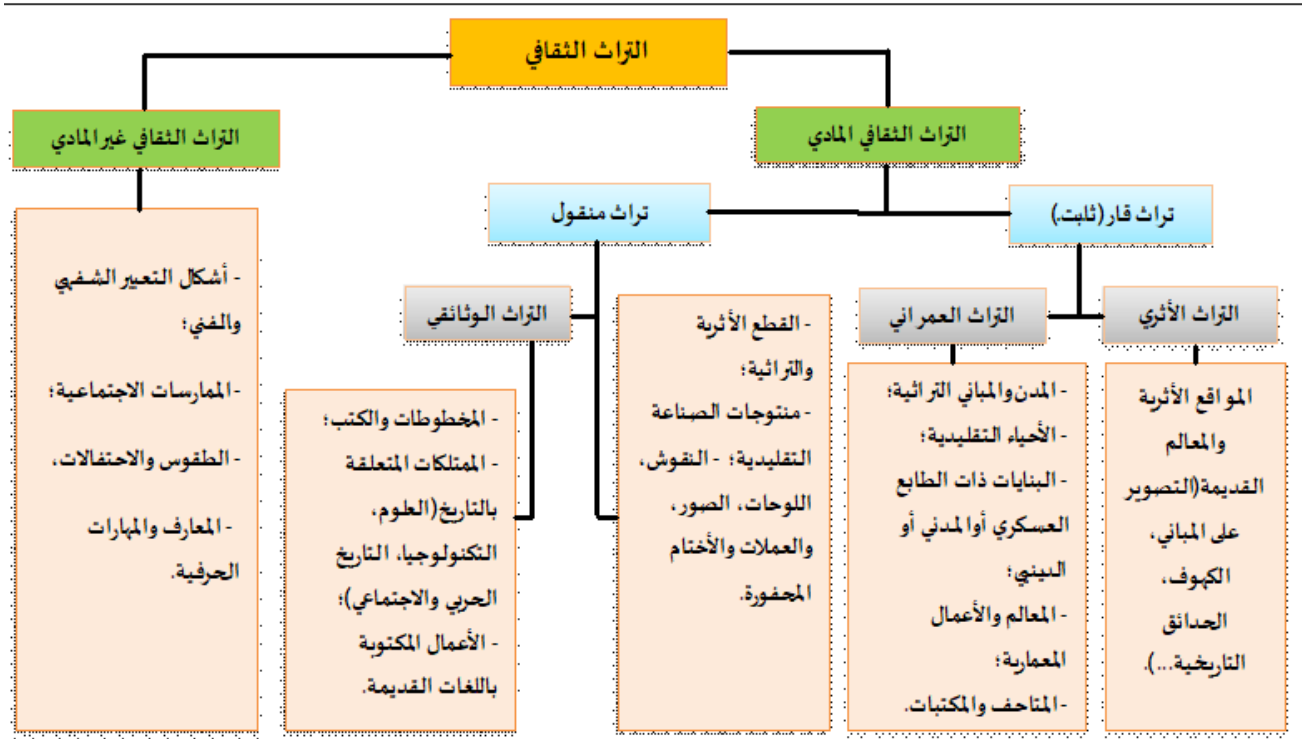 التراث الثقافي
التراث الثقافي المادي
التراث الثقافي غير المادي
تراث قار (ثابت.)
تراث منقول
التراث الأثري
التراث العمراني
التراث الوثائقي
المواقع الأثرية
والمعالم
القديمة(التصوير
على المباني،
الكهوف،
الحدائق
التاريخية...).
-المدن والمباني التراثية؛
-الأحياء التقليدية؛
- البنايات ذات الطابع
العسكري أوالمدني أو
الديني؛
- المعالم والأعمال
المعمارية؛
-المتاحف والمكتبات.
- القطع الأثرية
والتراثية؛
- منتوجات الصناعة
التقليدية؛ - النقوش،
اللوحات، الصور،
والعملات والأختام
المحفورة.
- المخطوطات والكتب؛
- الممتلكات المتعلقة
بالتاريخ(العلوم،
التكنولوجيا، التاريخ
الحربي والاجتماعي)؛
- الأعمال المكتوبة
باللغات القديمة.
- أشكال التعبير الشفهي
والفني؛
-الممارسات الاجتماعية؛
- الطقوس والاحتفالات،
- المعارف والمهارات
الحرفية.